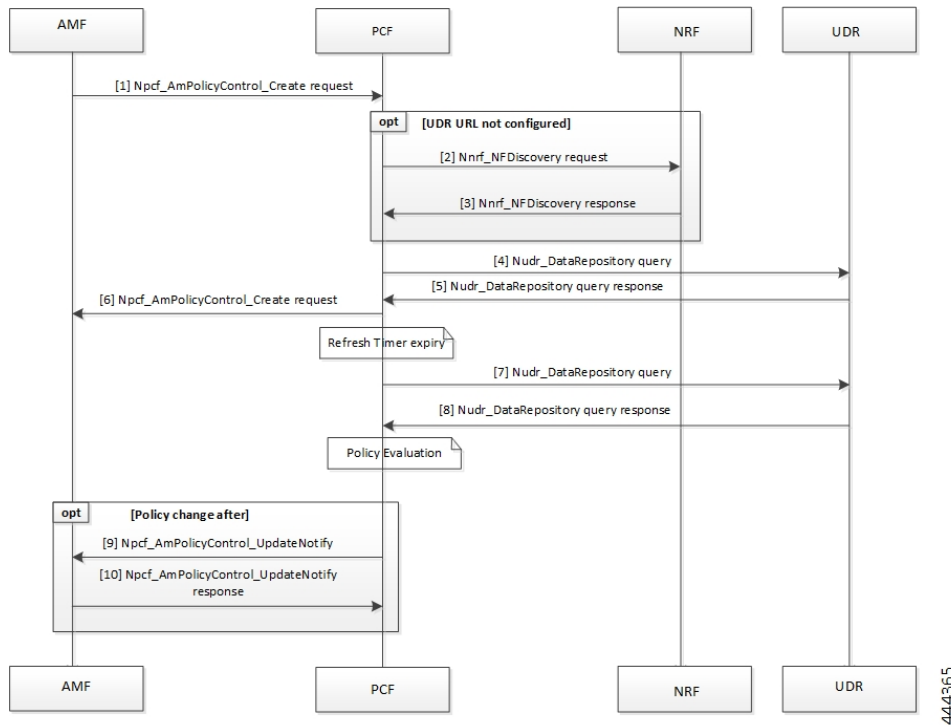 AMF
PCF
NRF
UDR
[1] Npcf_AmPolicyControl_Create request
opt
[UDR URL not configured]
[2] Nnrf_NFDiscovery request
[3] Nnrf_NFDiscovery response
[4] Nudr_DataRepository query
[5] Nudr_DataRepository query response
[6] Npcf_AmPolicyControl_Create request
Refresh Timer expiry
[7] Nudr_DataRepository query
[8] Nudr_DataRepository query response
Policy Evaluation
opt
[Policy change after]
[9] Npcf_AmPolicyControl_UpdateNotify
[10] Npcf_AmPolicyControl_UpdateNotify
response
AMF
PCF
NRF
UDR
444365